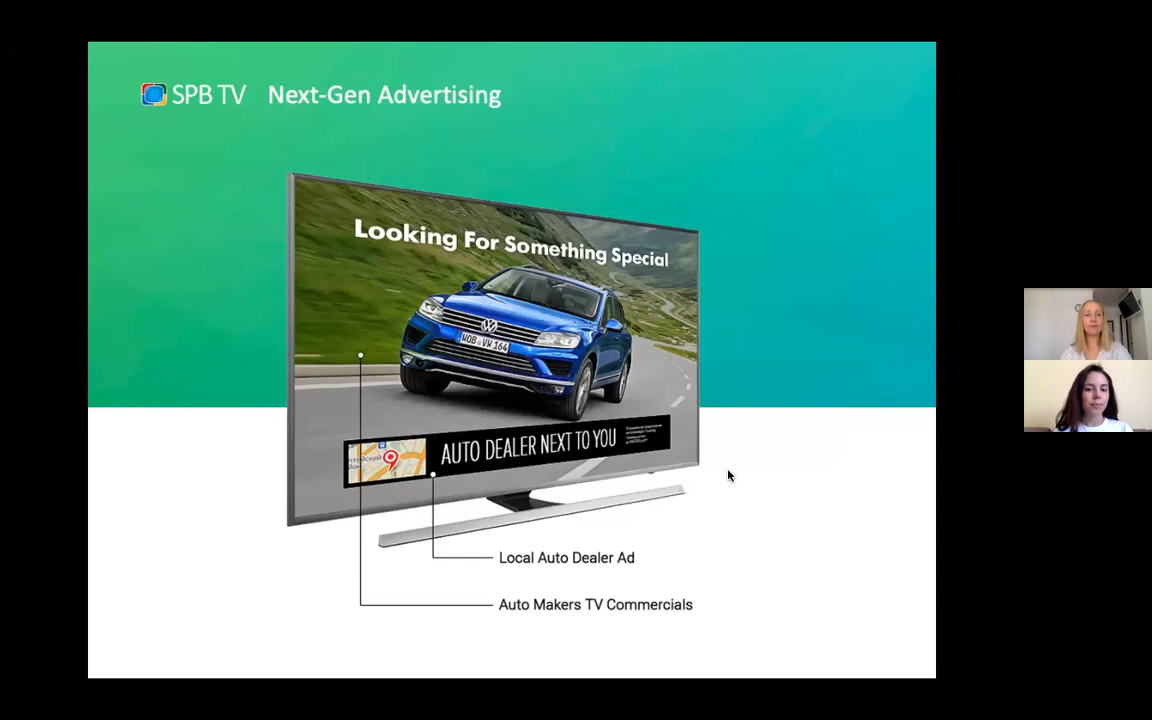 SPB TV Next-Gen Advertising
Looking For Something Special
WOB VW 164
AUTO DEALER NEXT TO YOU
Local Auto Dealer Ad
Auto Makers TV Commercials